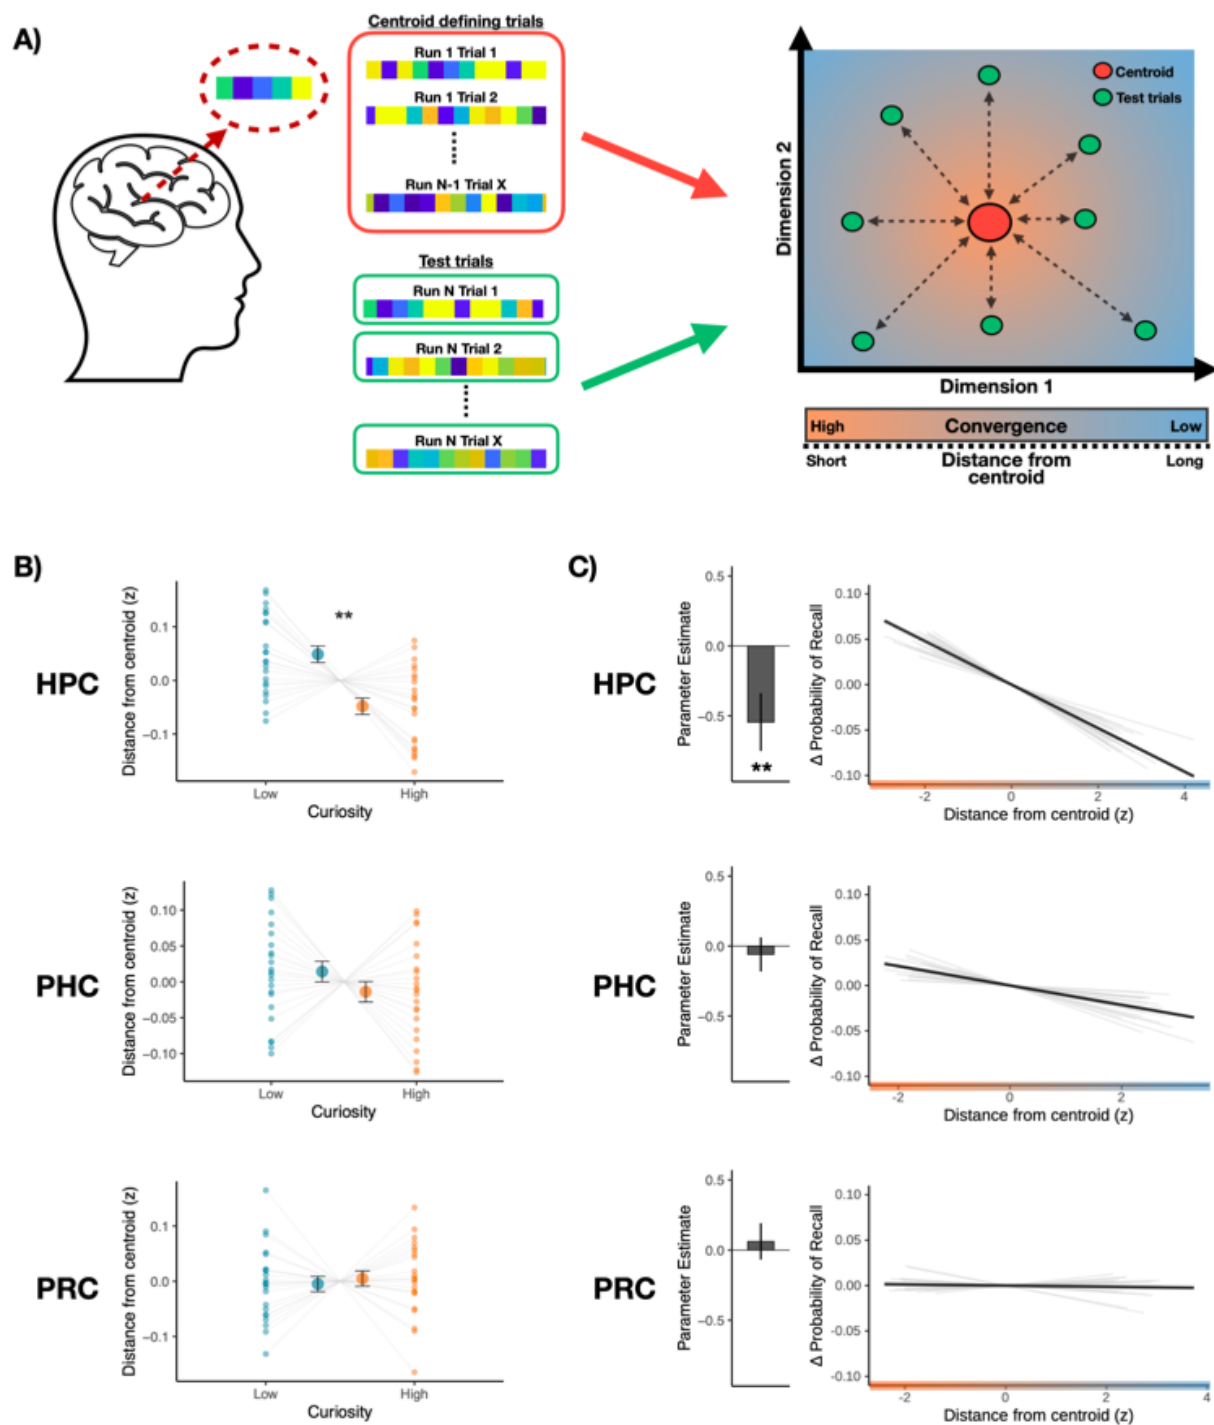 A)
Centroid defining trials
Run 1 Trial 1
Run 1 Trial 2
Run N-1 Trial X
Test trials
Run N Trial 1
Run N Trial 2
Run N Trial X
Centroid
Test trials
Dimension 2
Dimension 1
High Convergence Low
Short Distance from centroid Long
B)
HPC
Distance from centroid (z)
0.1
0.0
−0.1
**
Low High
Curiosity
PHC
Distance from centroid (z)
0.10
0.05
0.00
−0.05
−0.10
Low High
Curiosity
PRC
Distance from centroid (z)
0.1
0.0
−0.1
Low High
Curiosity
C)
HPC
Parameter Estimate
0.5
0.0
−0.5
**
Δ Probability of Recall
0.10
0.05
0.00
−0.05
−0.10
−2 0 2 4
Distance from centroid (z)
PHC
Parameter Estimate
0.5
0.0
−0.5
Δ Probability of Recall
0.10
0.05
0.00
−0.05
−0.10
−2 0 2
Distance from centroid (z)
PRC
Parameter Estimate
0.5
0.0
−0.5
Δ Probability of Recall
0.10
0.05
0.00
−0.05
−0.10
−2 0 2 4
Distance from centroid (z)